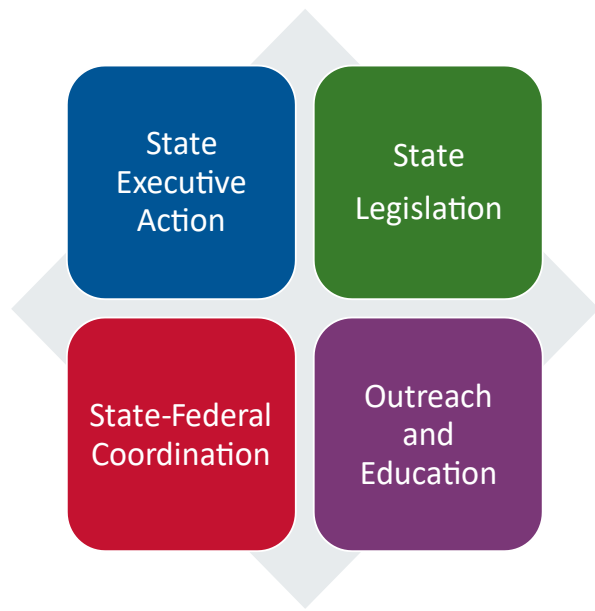 State
Executive
Action
State
Legislation
State-Federal
Coordination
Outreach
and
Education